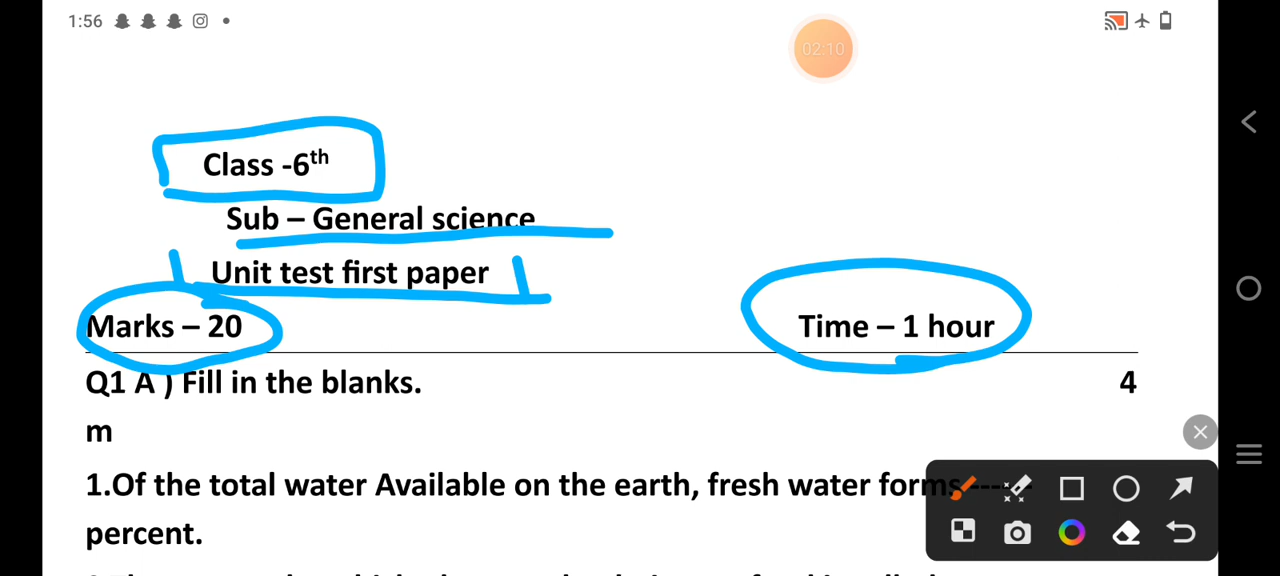 1:56
02:10
Class -6th
Sub – General science
Unit test first paper
Marks – 20 Time – 1 hour
Q1 A ) Fill in the blanks. 4
m
1.Of the total water Available on the earth, fresh water forms -----
percent.